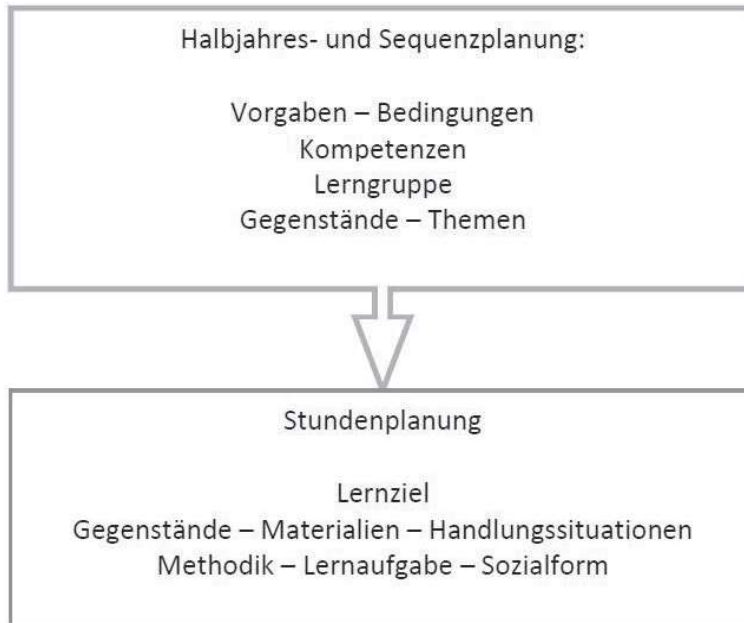 Halbjahres- und Sequenzplanung:
Vorgaben – Bedingungen
Kompetenzen
Lerngruppe
Gegenstände – Themen
Stundenplanung
Lernziel
Gegenstände – Materialien – Handlungssituationen
Methodik – Lernaufgabe – Sozialform